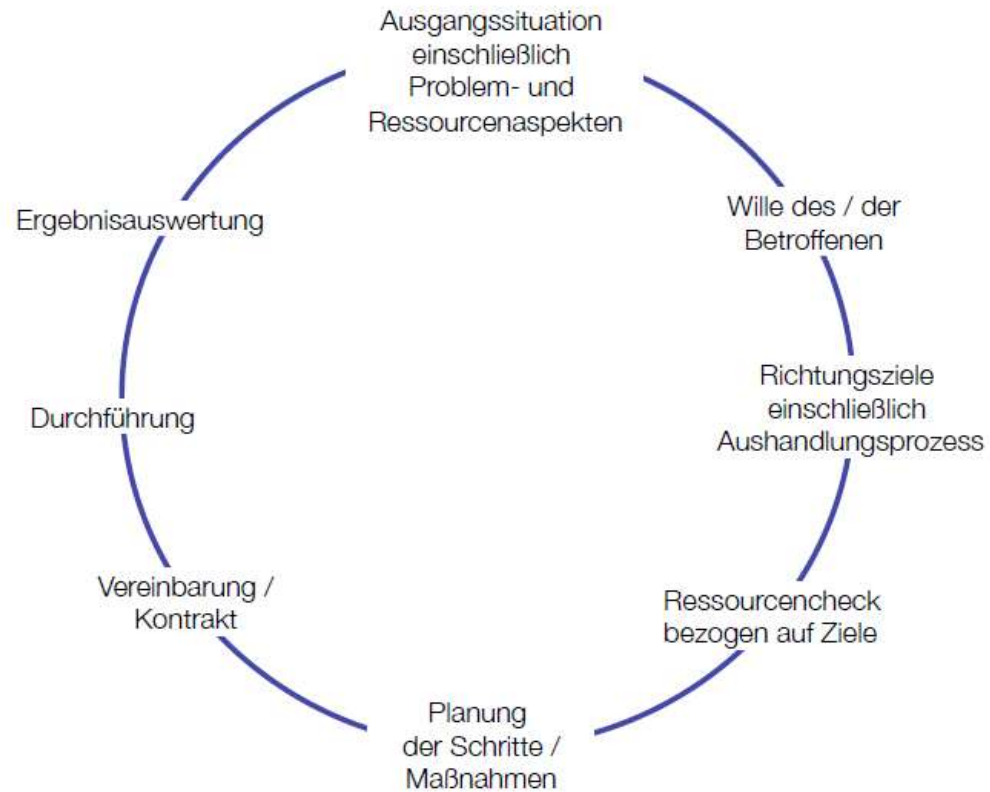 Ausgangssituation
einschließlich
Problem- und
Ressourcenaspekten
Wille des / der
Betroffenen
Richtungsziele
einschließlich
Aushandlungsprozess
Ressourcencheck
bezogen auf Ziele
Planung
der Schritte /
Maßnahmen
Vereinbarung /
Kontrakt
Durchführung
Ergebnisauswertung